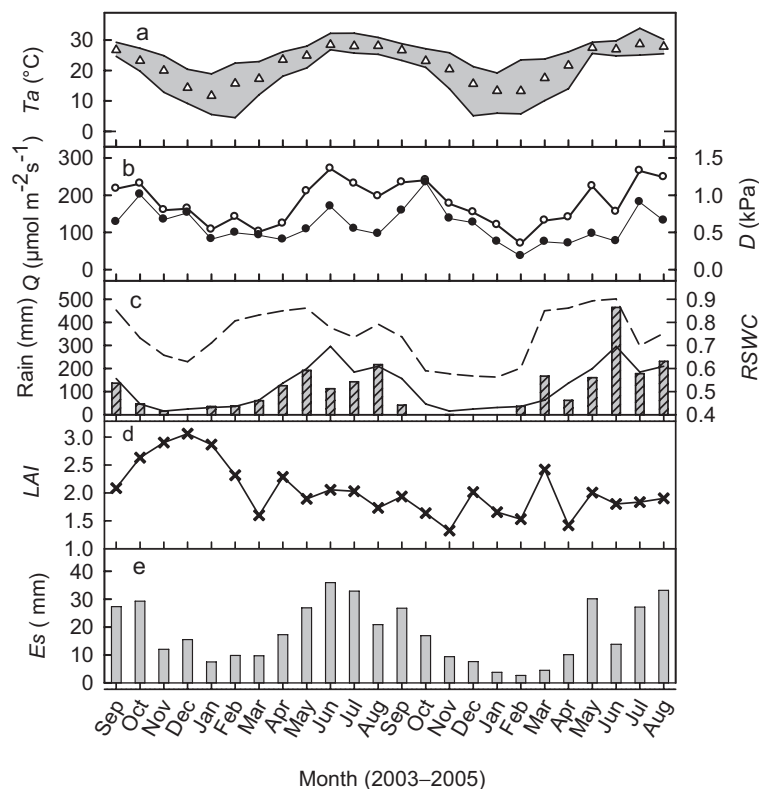 a
30
20
10
0
Ta (°C)
b
300
200
100
0
Q (µmol m−2s−1)
1.5
1.0
0.5
0.0
D (kPa)
c
500
400
300
200
100
0
Rain (mm)
0.9
0.8
0.7
0.6
0.5
0.4
RSWC
d
3.0
2.5
2.0
1.5
1.0
LAI
e
40
30
20
10
0
Es ( mm)
Sep Oct Nov Dec Jan Feb Mar Apr May Jun Jul Aug Sep Oct Nov Dec Jan Feb Mar Apr May Jun Jul Aug
Month (2003–2005)